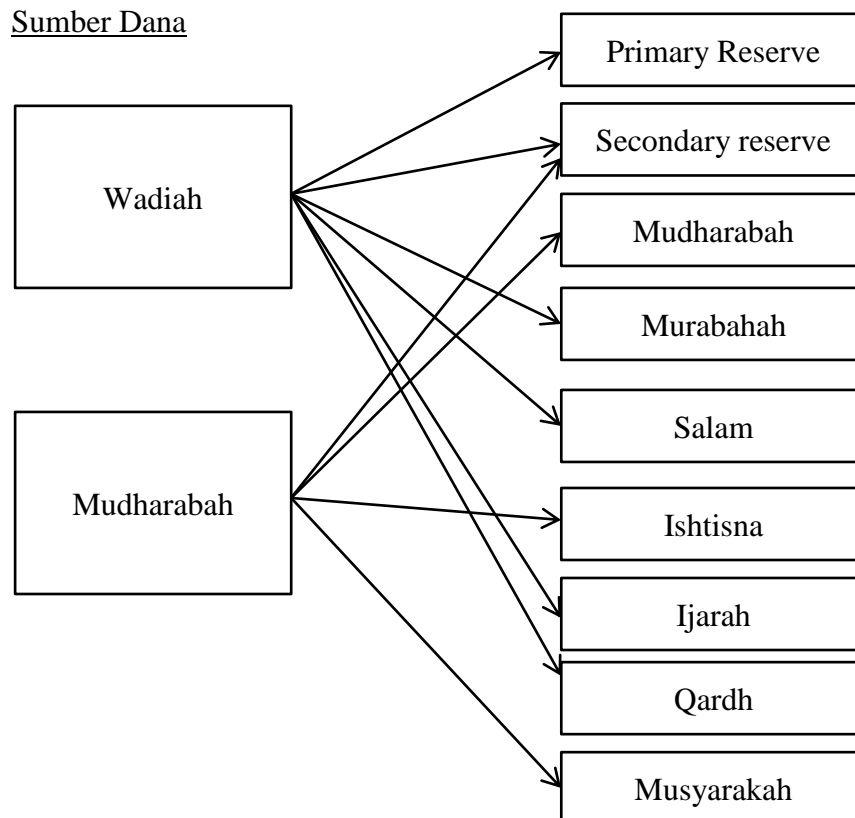 Sumber Dana
Wadiah
Mudharabah
Primary Reserve
Secondary reserve
Mudharabah
Murabahah
Salam
Ishtisna
Ijarah
Qardh
Musyarakah